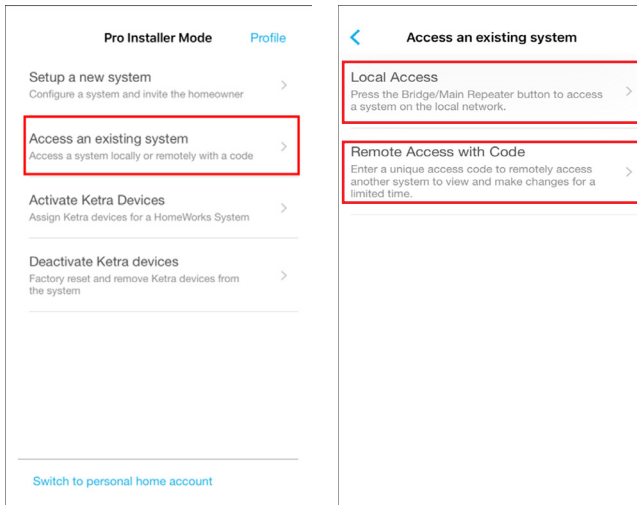 Pro Installer Mode
Profile
Setup a new system
Configure a system and invite the homeowner
Access an existing system
Access a system locally or remotely with a code
Activate Ketra Devices
Assign Ketra devices for a HomeWorks System
Deactivate Ketra devices
Factory reset and remove Ketra devices from
the system
Switch to personal home account
Access an existing system
Local Access
Press the Bridge/Main Repeater button to access
a system on the local network.
Remote Access with Code
Enter a unique access code to remotely access
another system to view and make changes for a
limited time.